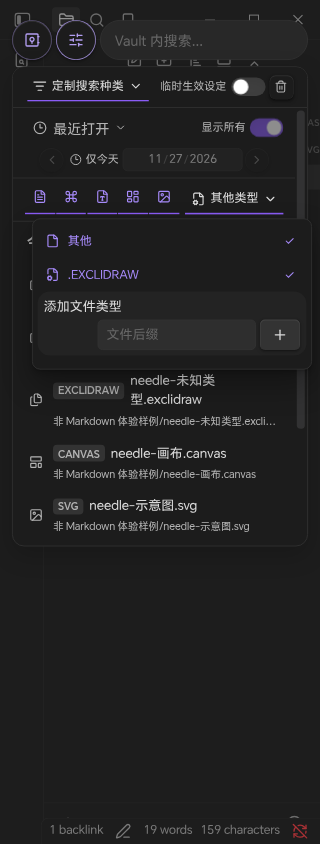 Vault 内搜索...
定制搜索种类
临时生效设定
最近打开
显示所有
仅今天
11/27/2026
其他类型
其他
.EXCLIDRAW
添加文件类型
文件后缀
EXCLIDRAW needle-未知类
型.exclidraw
非 Markdown 体验样例/needle-未知类型.excli...
CANVAS needle-画布.canvas
非 Markdown 体验样例/needle-画布.canvas
SVG needle-示意图.svg
非 Markdown 体验样例/needle-示意图.svg
1 backlink
19 words
159 characters